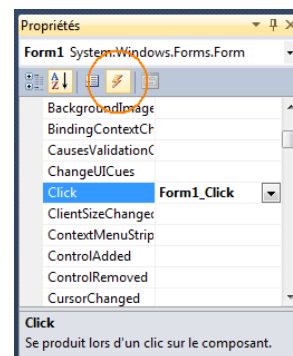 Propriétés
Form1 System.Windows.Forms.Form
BackgroundImage
BindingContextCh
CausesValidationC
ChangeUICues
Click Form1_Click
ClientSizeChanged
ContextMenuStrip
ControlAdded
ControlRemoved
CursorChanged
Click
Se produit lors d'un clic sur le composant.